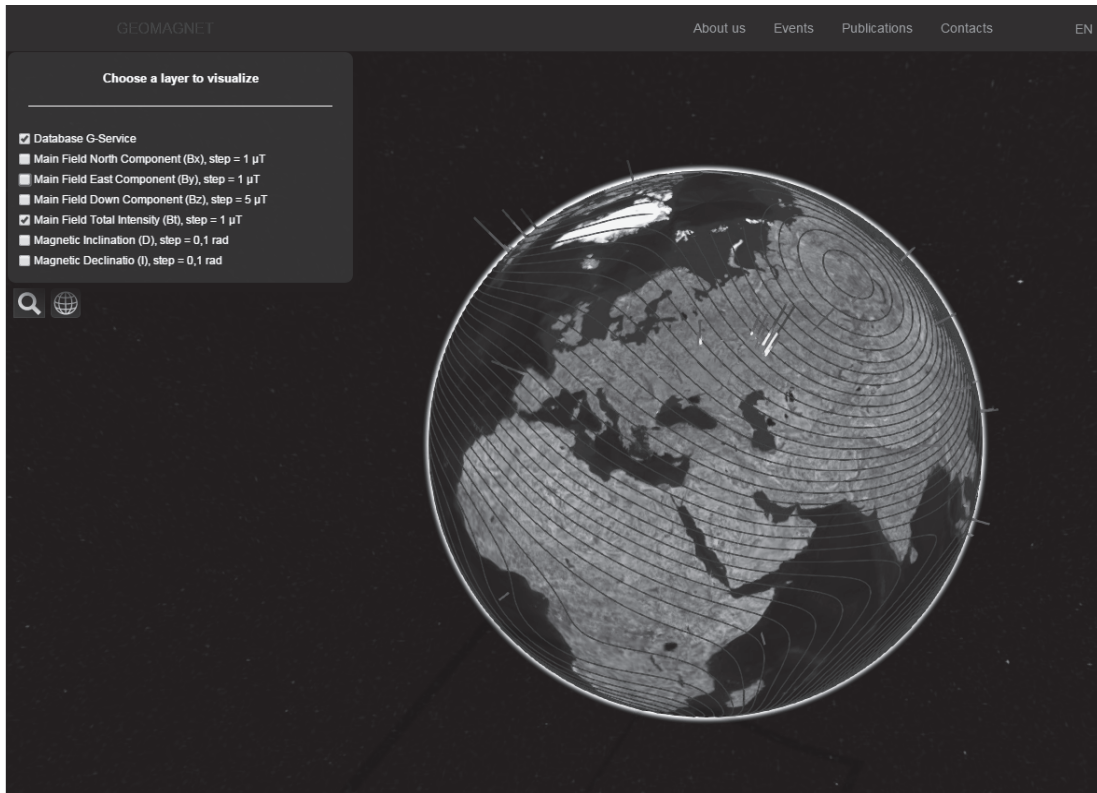 GEOMAGNET
About us Events Publications Contacts EN
Choose a layer to visualize
Database G-Service
Main Field North Component (Bx), step = 1 µT
Main Field East Component (By), step = 1 µT
Main Field Down Component (Bz), step = 5 µT
Main Field Total Intensity (Bt), step = 1 µT
Magnetic Inclination (D), step = 0,1 rad
Magnetic Declinatio (I), step = 0,1 rad